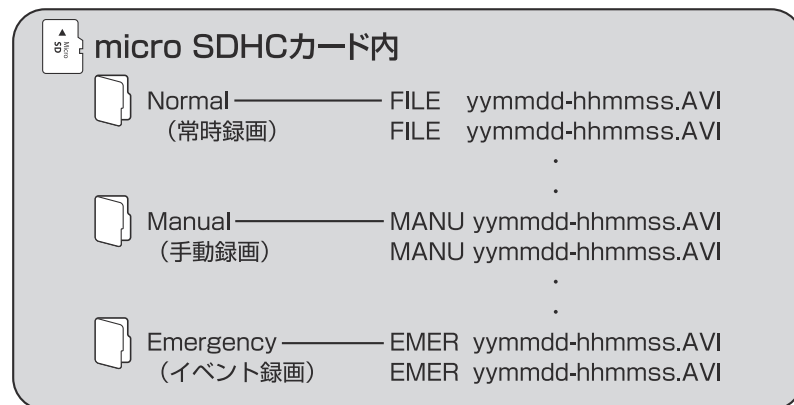 Micro
SD
micro SDHCカード内
Normal FILE yymmdd-hhmmss.AVI
（常時録画） FILE yymmdd-hhmmss.AVI
・
・
Manual MANU yymmdd-hhmmss.AVI
（手動録画） MANU yymmdd-hhmmss.AVI
・
・
Emergency EMER yymmdd-hhmmss.AVI
（イベント録画） EMER yymmdd-hhmmss.AVI